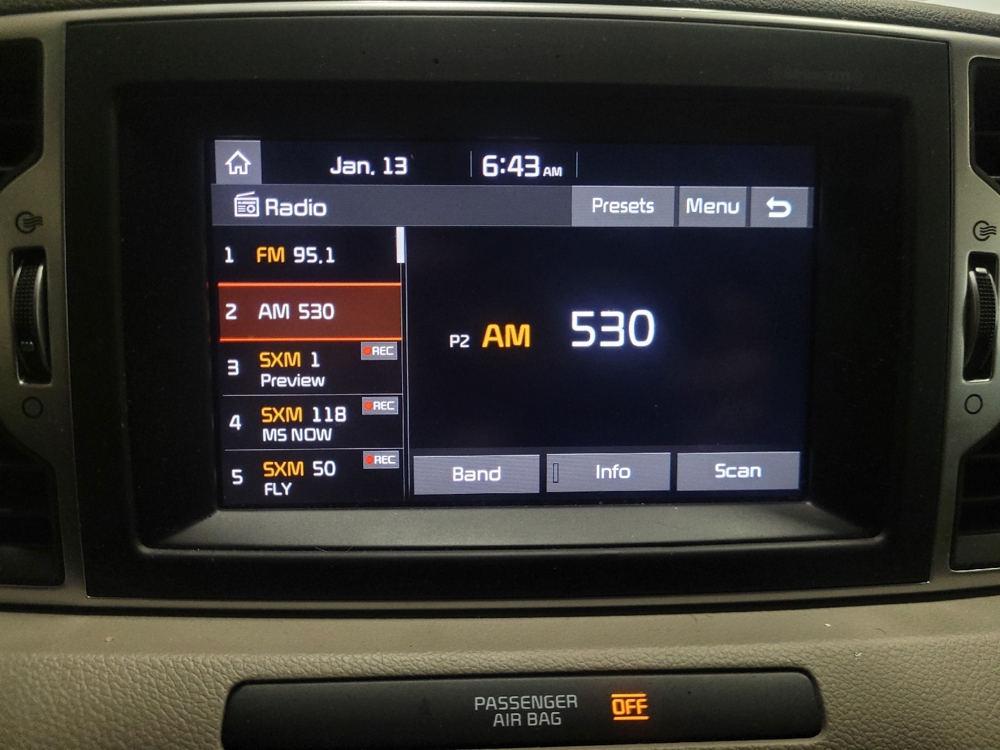 Jan. 13 6:43 AM
Radio Presets Menu
1 FM 95.1
2 AM 530
P2 AM 530
3 SXM 1 REC
Preview
4 SXM 118 REC
MS NOW
5 SXM 50 REC
FLY
Band Info Scan
PASSENGER
AIR BAG OFF